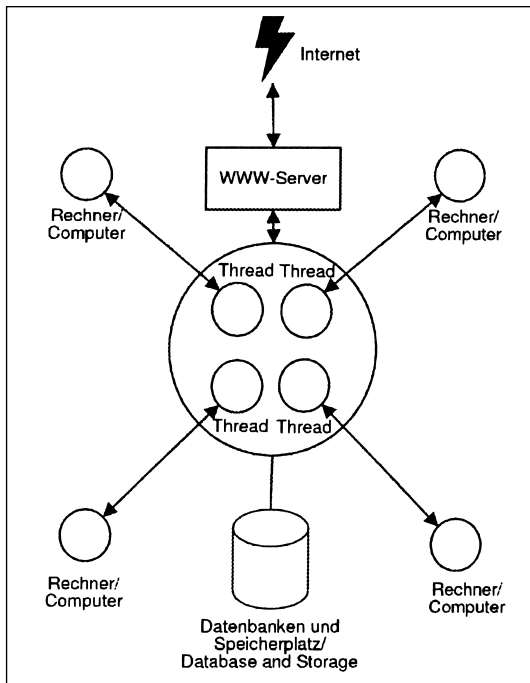 Internet
WWW-Server
Rechner/
Computer
Rechner/
Computer
Thread Thread
Thread Thread
Rechner/
Computer
Rechner/
Computer
Datenbanken und
Speicherplatz/
Database and Storage